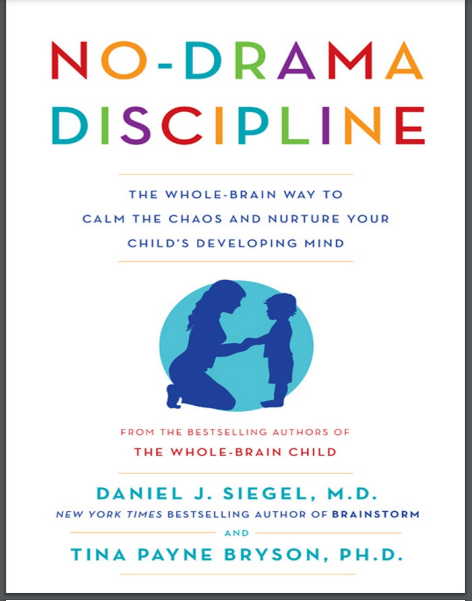 NO-DRAMA
DISCIPLINE
THE WHOLE-BRAIN WAY TO
CALM THE CHAOS AND NURTURE YOUR
CHILD'S DEVELOPING MIND
FROM THE BESTSELLING AUTHORS OF
THE WHOLE-BRAIN CHILD
DANIEL J. SIEGEL, M.D.
NEW YORK TIMES BESTSELLING AUTHOR OF BRAINSTORM
AND
TINA PAYNE BRYSON, PH.D.